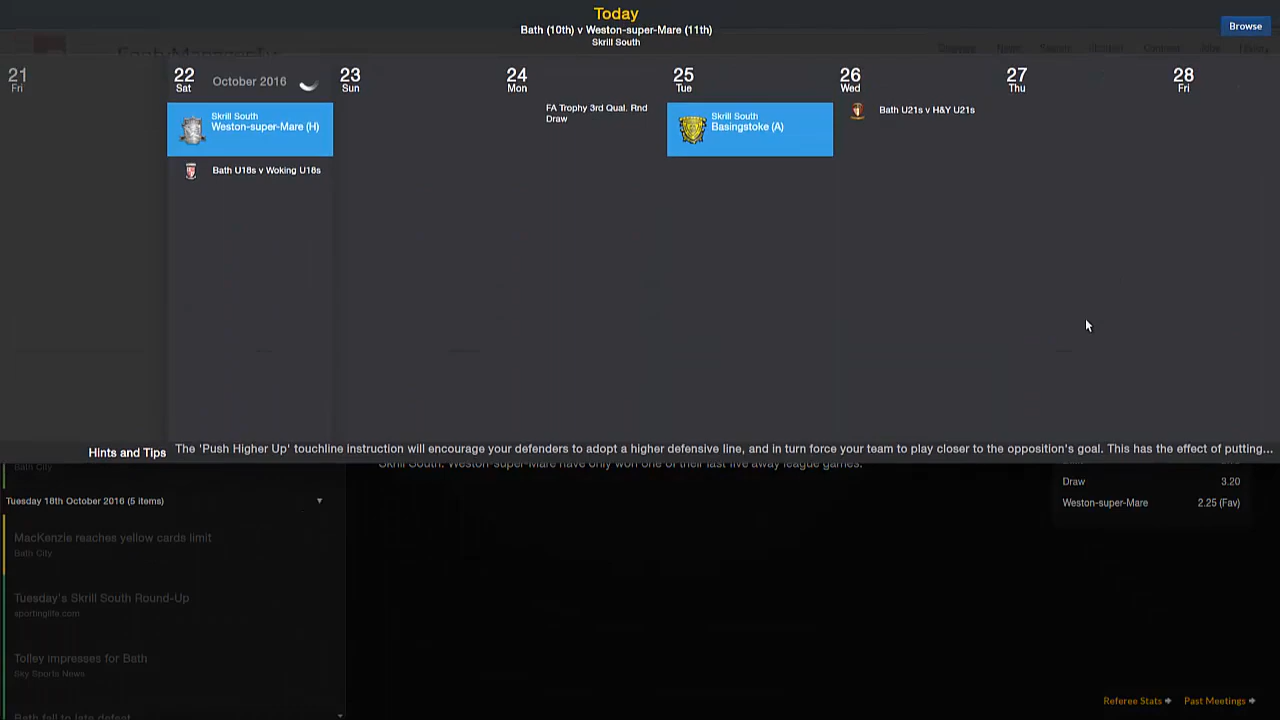 Today
Bath (10th) v Weston-super-Mare (11th)
Skrill South
Browse
21
Fri
22
Sat
October 2016
23
Sun
24
Mon
25
Tue
26
Wed
27
Thu
28
Fri
Skrill South
Weston-super-Mare (H)
Bath U18s v Woking U18s
FA Trophy 3rd Qual. Rnd
Draw
Skrill South
Basingstoke (A)
Bath U21s v H&Y U21s
Hints and Tips
The 'Push Higher Up' touchline instruction will encourage your defenders to adopt a higher defensive line, and in turn force your team to play closer to the opposition's goal. This has the effect of putting...
Bath City
Skrill South. Weston-super-Mare have only won one of their last five away league games.
Tuesday 18th October 2016 (5 items)
MacKenzie reaches yellow cards limit
Bath City
Tuesday's Skrill South Round-Up
sportinglife.com
Tolley impresses for Bath
Sky Sports News
Bath fall to late defeat
Draw
3.20
Weston-super-Mare
2.25 (Fav)
Referee Stats
Past Meetings